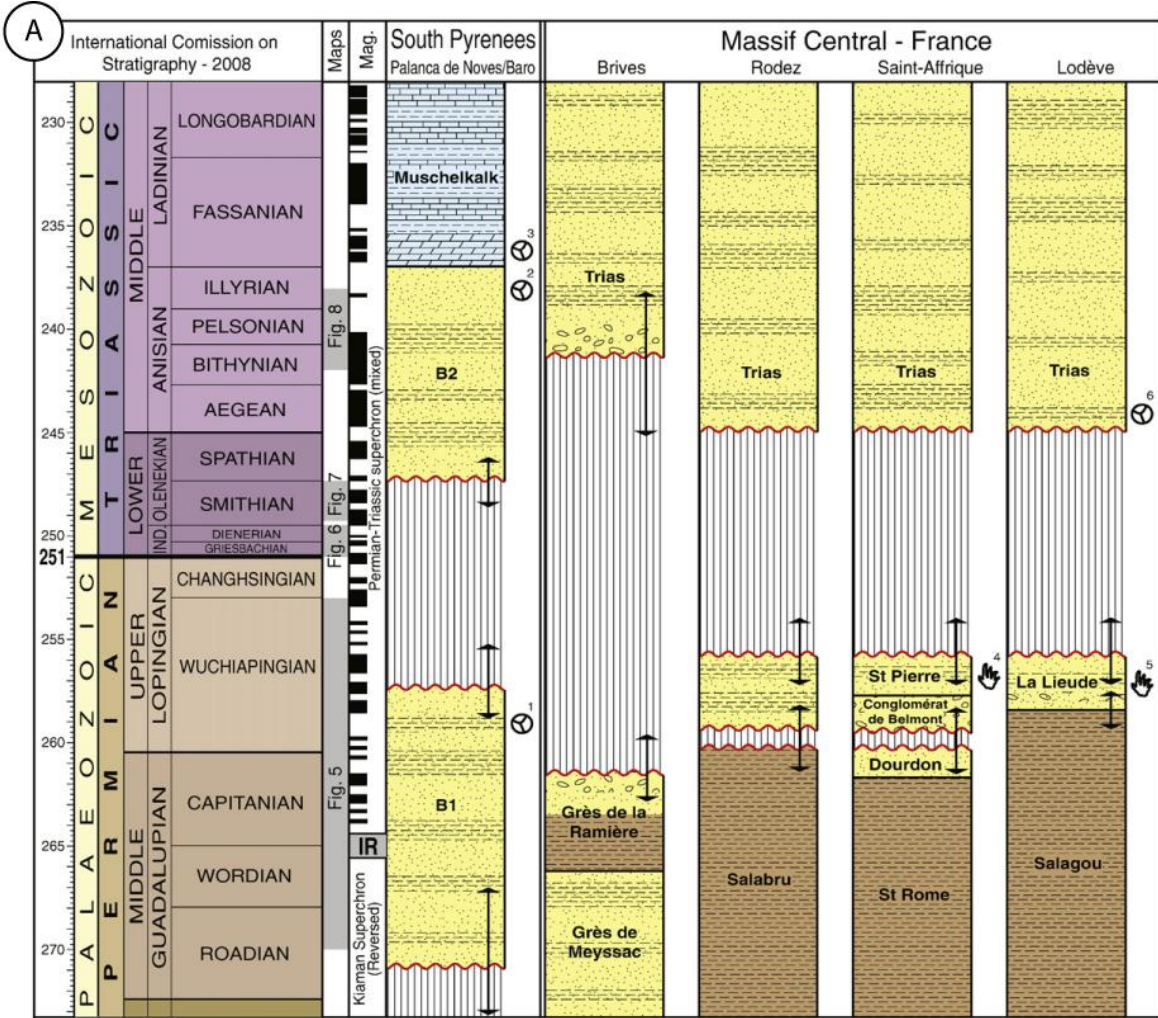 A
International Comission on
Stratigraphy - 2008
Maps
Mag.
South Pyrenees
Palanca de Noves/Baro
Massif Central - France
Brives
Rodez
Saint-Affrique
Lodève
230
235
240
245
250
251
255
260
265
270
MESOZOIC
PALAEOZOIC
TRIASSIC
PERMIAN
MIDDLE
LOWER
UPPER
MIDDLE
LADINIAN
ANISIAN
OLENEKIAN
IND.
LOPINGIAN
GUADALUPIAN
LONGOBARDIAN
FASSANIAN
ILLYRIAN
PELSONIAN
BITHYNIAN
AEGEAN
SPATHIAN
SMITHIAN
DIENERIAN
GRIESBACHIAN
CHANGHSINGIAN
WUCHIAPINGIAN
CAPITANIAN
WORDIAN
ROADIAN
Fig. 8
Fig. 7
Fig. 6
Fig. 5
Permian-Triassic superchron (mixed)
IR
Kiaman Superchron
(Reversed)
Muschelkalk
3
2
B2
1
B1
Trias
Grès de la
Ramière
Grès de
Meyssac
Trias
Salabru
Trias
St Pierre
4
Conglomérat
de Belmont
Dourdon
St Rome
Trias
6
La Lieude
5
Salagou